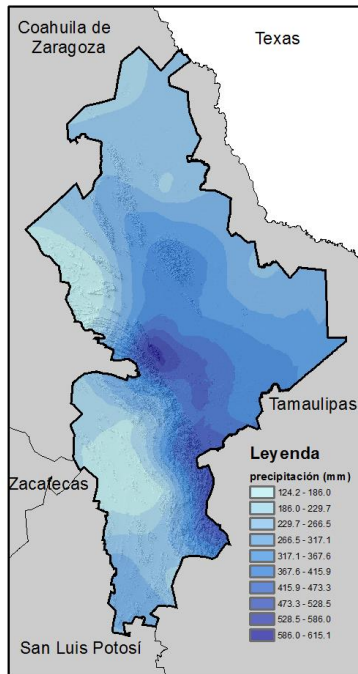 Coahuila de
Zaragoza
Texas
Tamaulipas
Leyenda
precipitación (mm)
124.2 - 186.0
186.0 - 229.7
229.7 - 266.5
266.5 - 317.1
317.1 - 367.6
367.6 - 415.9
415.9 - 473.3
473.3 - 528.5
528.5 - 586.0
586.0 - 615.1
Zacatecas
San Luis Potosí